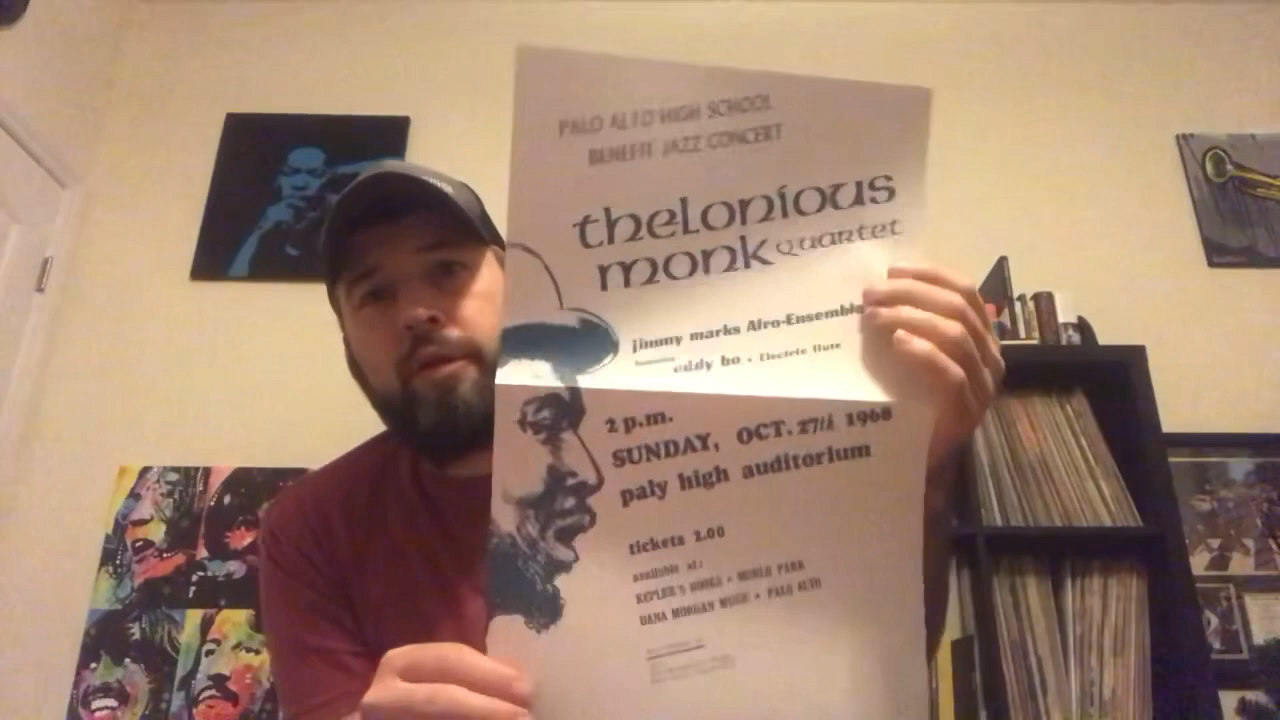 PALO ALTO HIGH SCHOOL
BENEFIT JAZZ CONCERT
thelonious
monk quartet
jimmy marks Afro-Ensemble
eddy bo • Electric flute
2 p.m.
SUNDAY, OCT. 27th 1968
paly high auditorium
tickets 2.00
available at:
KEPLER'S BOOKS • MENLO PARK
DANA MORGAN MUSIC • PALO ALTO